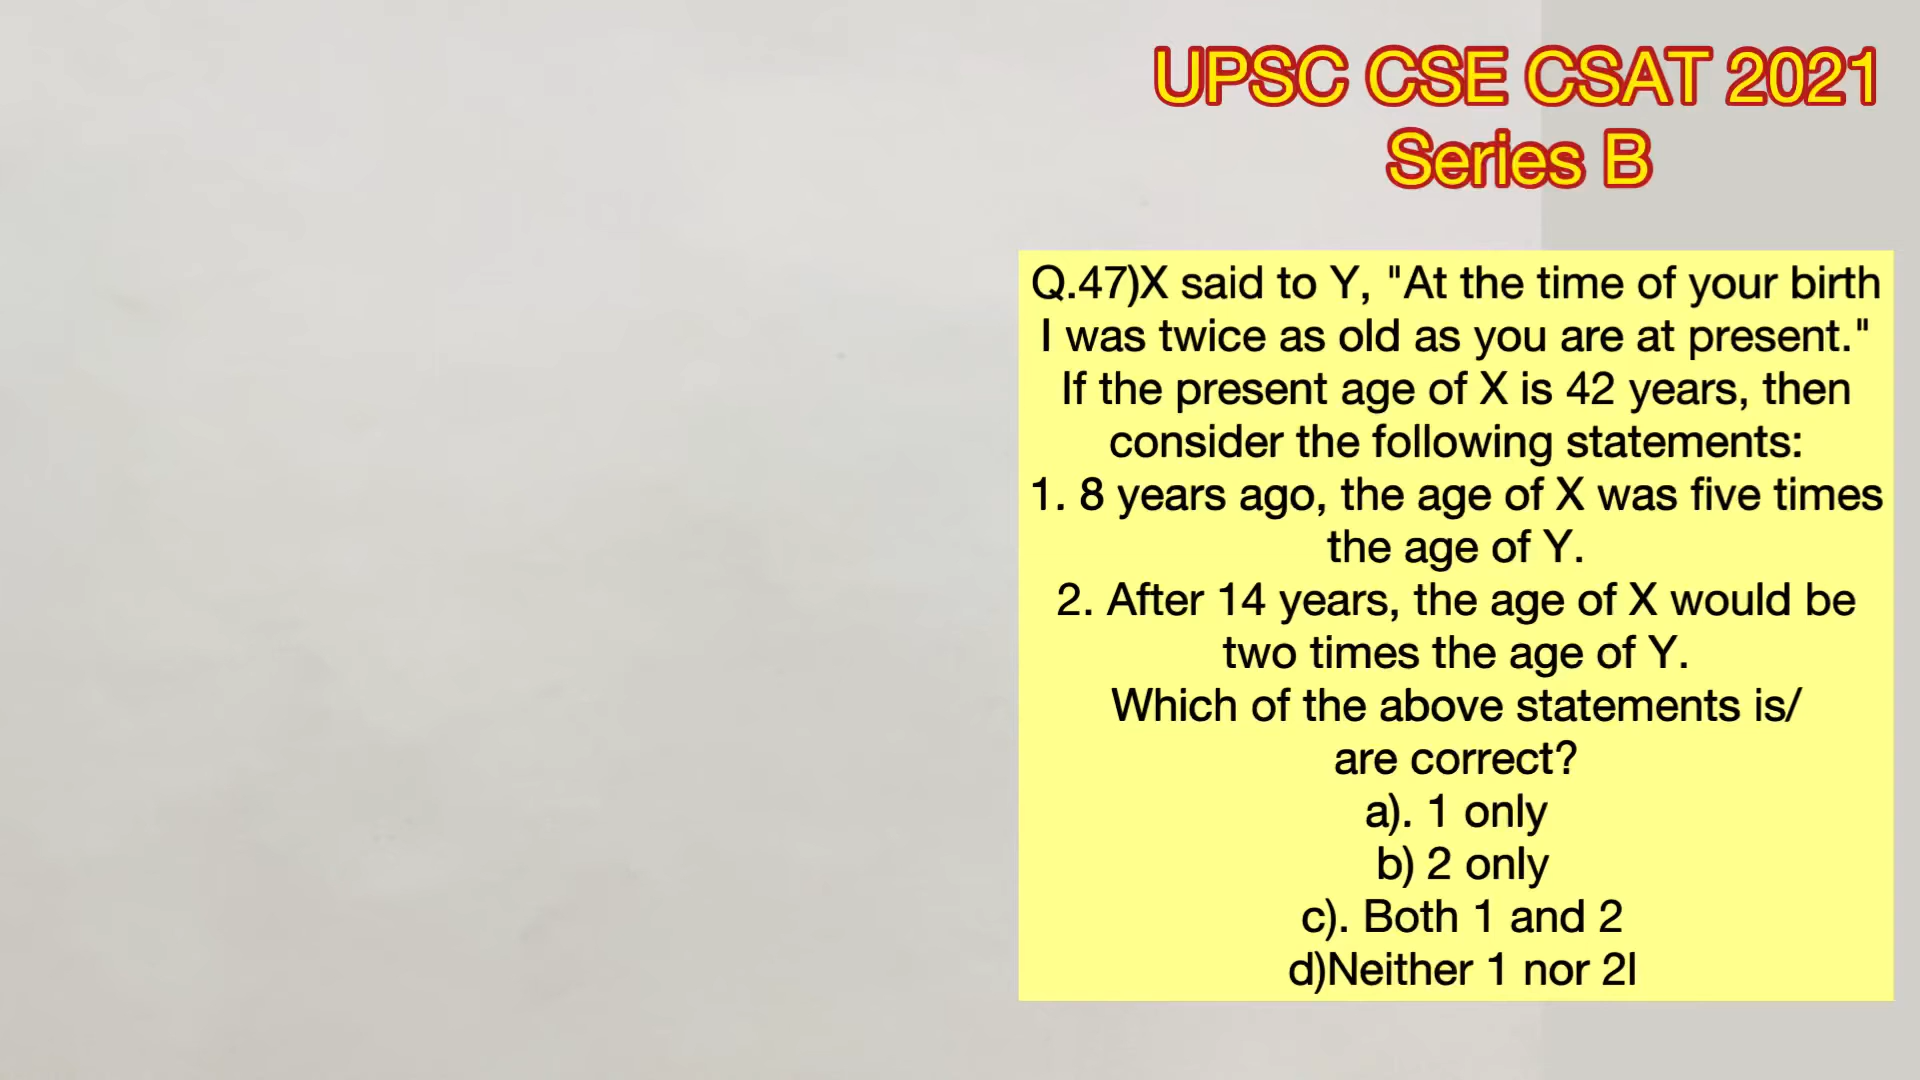 UPSC CSE CSAT 2021
Series B
Q.47)X said to Y, "At the time of your birth
I was twice as old as you are at present."
If the present age of X is 42 years, then
consider the following statements:
1. 8 years ago, the age of X was five times
the age of Y.
2. After 14 years, the age of X would be
two times the age of Y.
Which of the above statements is/
are correct?
a). 1 only
b) 2 only
c). Both 1 and 2
d)Neither 1 nor 2l